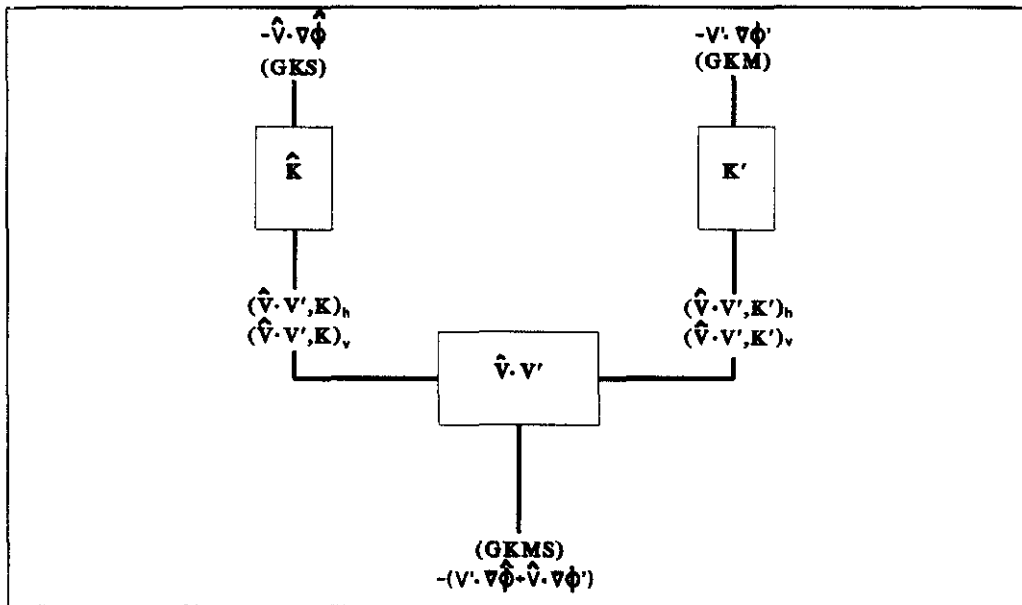 -V̂·∇ϕ̂
(GKS)
-V'·∇ϕ'
(GKM)
K̂
K'
(V̂·V',K)ₕ
(V̂·V',K)ᵥ
(V̂·V',K')ₕ
(V̂·V',K')ᵥ
V̂·V'
(GKMS)
-(V'·∇ϕ̂+V̂·∇ϕ')